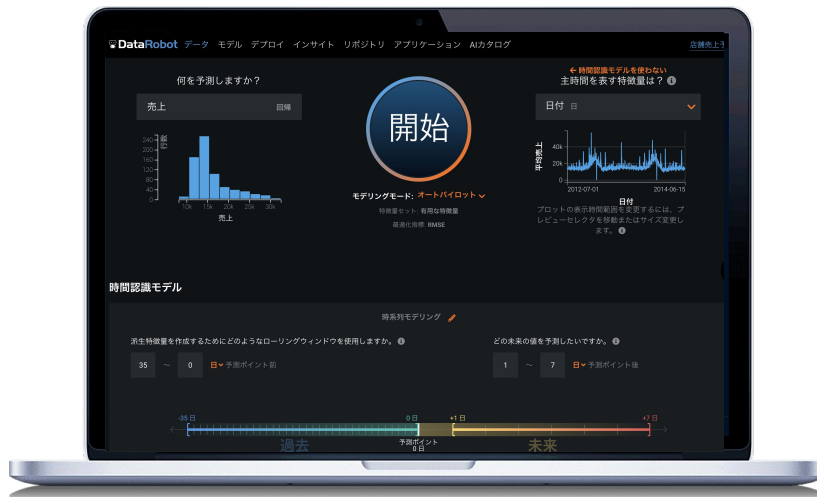 DataRobot データ モデル デプロイ インサイト リポジトリ アプリケーション AIカタログ 店舗売上予
何を予測しますか？
売上 回帰
240
200
160
120
80
40
0
行数
10k 15k 20k 25k 30k
売上
開始
モデリングモード: オートパイロット
特徴量セット: 有用な特徴量
最適化指標: RMSE
← 時間認識モデルを使わない
主時間を表す特徴量は？
日付 日
平均売上
40k
20k
0
2012-07-01 2014-06-15
日付
プロットの表示時間範囲を変更するには、プ
レビューセレクタを移動またはサイズ変更し
ます。
時間認識モデル
時系列モデリング
派生特徴量を作成するためにどのようなローリングウィンドウを使用しますか。
35 ～ 0 日 予測ポイント前
どの未来の値を予測したいですか。
1 ～ 7 日 予測ポイント後
-35 日 0 日 +1 日 +7 日
過去 予測ポイント 未来
0 日